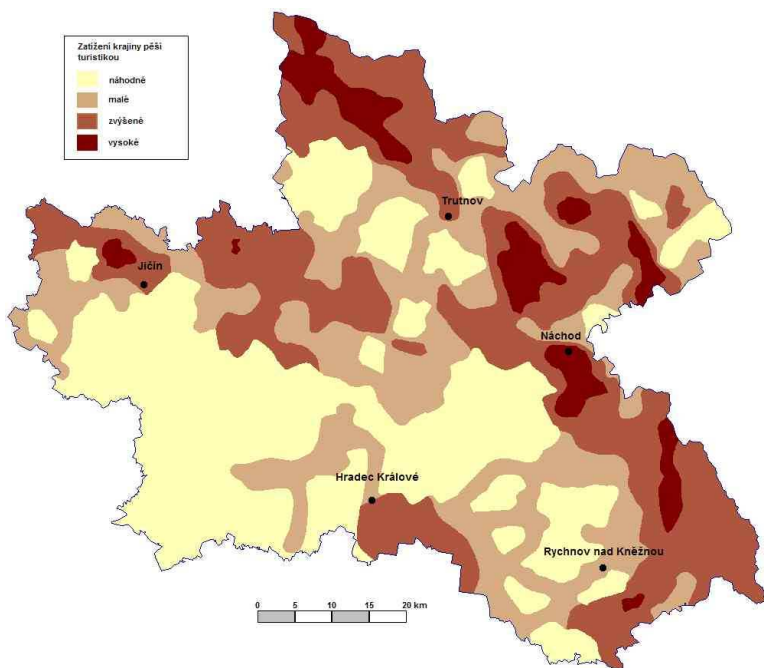 Zatížení krajiny pěší
turistikou
náhodné
malé
zvýšené
vysoké
Trutnov
Jičín
Náchod
Hradec Králové
Rychnov nad Kněžnou
0 5 10 15 20 km